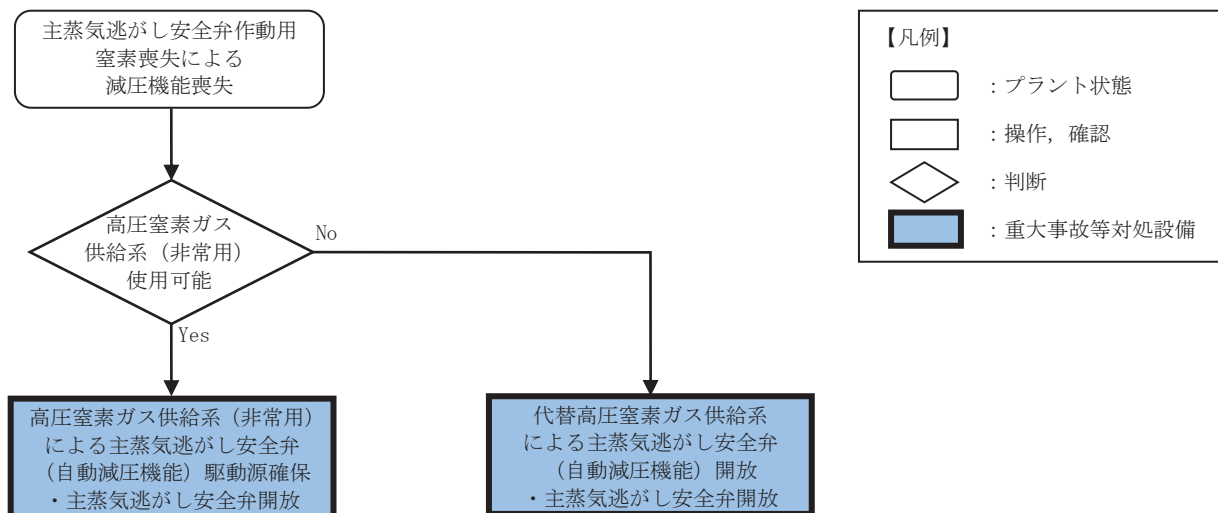 主蒸気逃がし安全弁作動用
窒素喪失による
減圧機能喪失
高圧窒素ガス
供給系（非常用）
使用可能
No
Yes
高圧窒素ガス供給系（非常用）
による主蒸気逃がし安全弁
（自動減圧機能）駆動源確保
・主蒸気逃がし安全弁開放
代替高圧窒素ガス供給系
による主蒸気逃がし安全弁
（自動減圧機能）開放
・主蒸気逃がし安全弁開放
【凡例】
：プラント状態
：操作，確認
：判断
：重大事故等対処設備